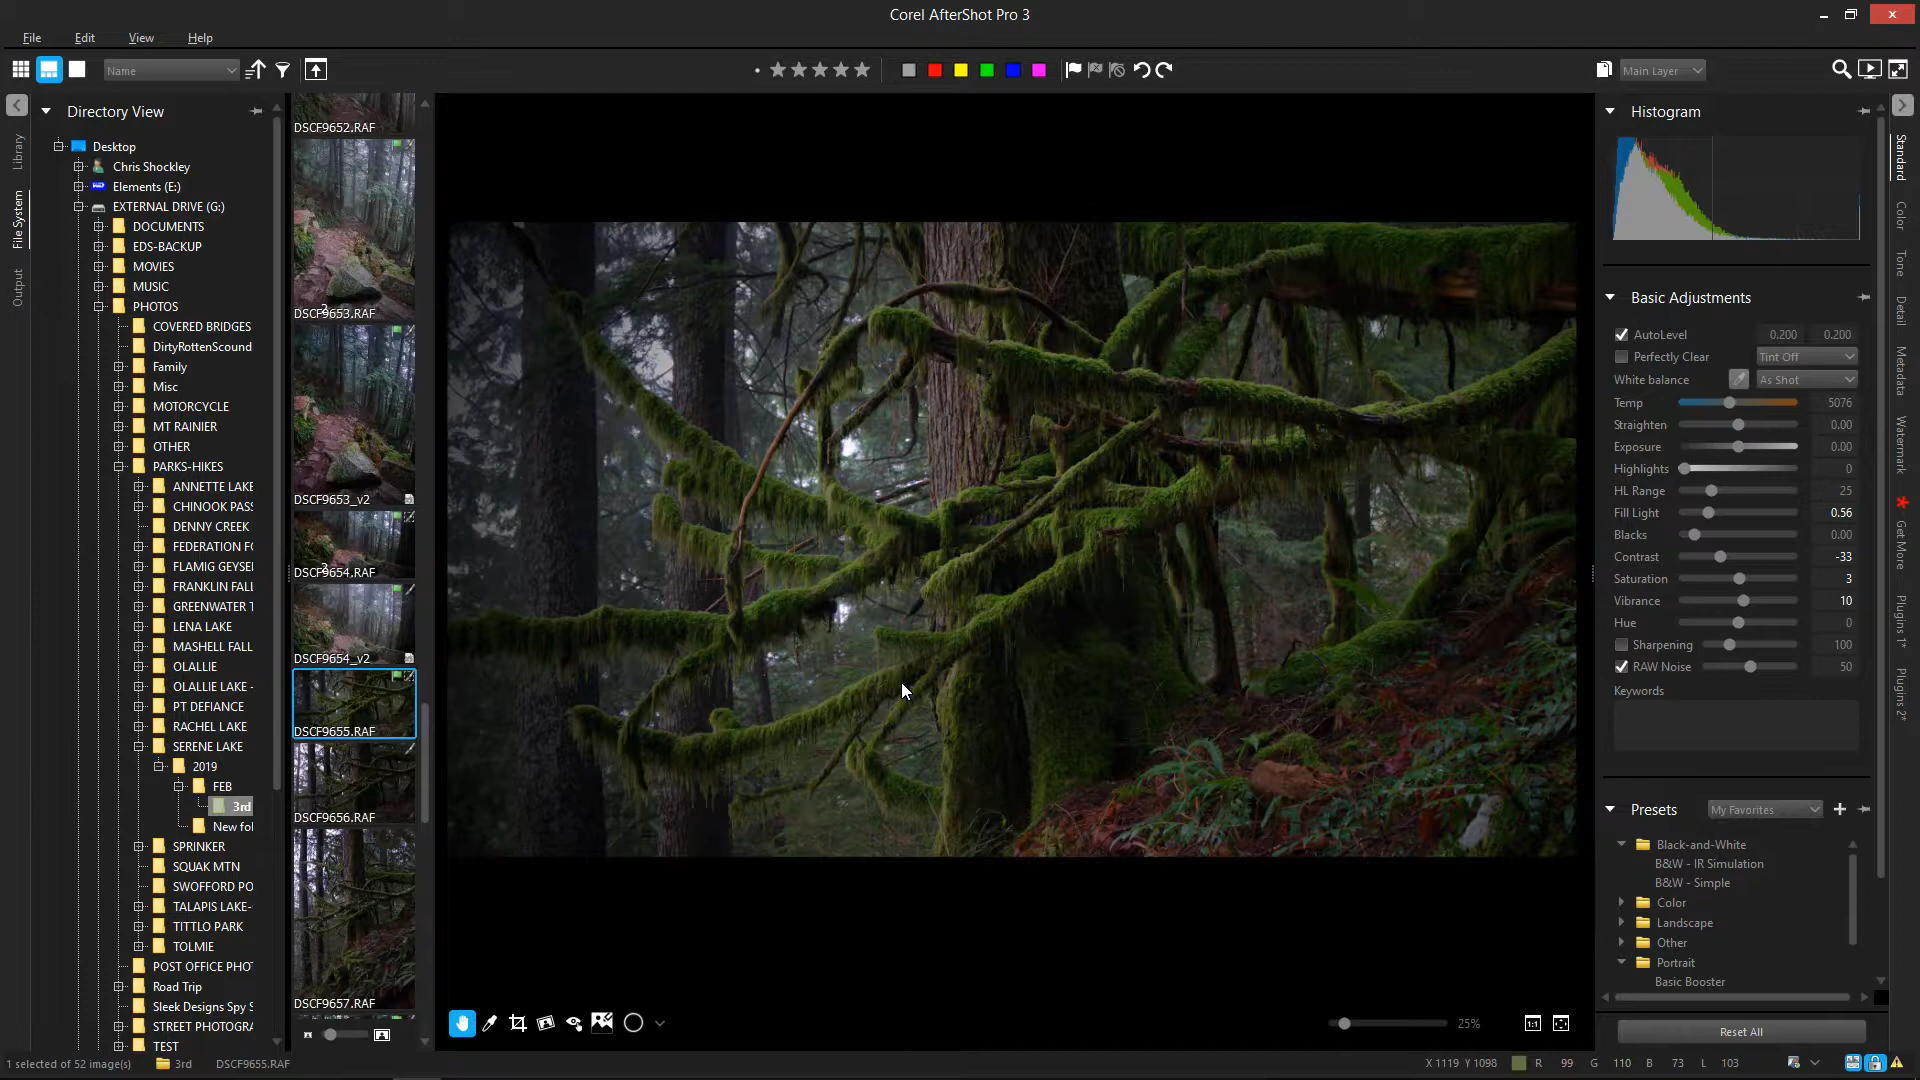 Corel AfterShot Pro 3
File Edit View Help
Name
Main Layer
Library
File System
Output
Directory View
Desktop
Chris Shockley
Elements (E:)
EXTERNAL DRIVE (G:)
DOCUMENTS
EDS-BACKUP
MOVIES
MUSIC
PHOTOS
COVERED BRIDGES
DirtyRottenScound
Family
Misc
MOTORCYCLE
MT RAINIER
OTHER
PARKS-HIKES
ANNETTE LAKE
CHINOOK PAS
DENNY CREEK
FEDERATION FO
FLAMIG GEYSE
FRANKLIN FALL
GREENWATER T
LENA LAKE
MASHELL FALL
OLALLIE
OLALLIE LAKE -
PT DEFIANCE
RACHEL LAKE
SERENE LAKE
2019
FEB
3rd
New fol
SPRINKER
SQUAK MTN
SWOFFORD PO
TALAPIS LAKE-
TITTLO PARK
TOLMIE
POST OFFICE PHO
Road Trip
Sleek Designs Spy S
STREET PHOTOGRA
TEST
DSCF9652.RAF
2
DSCF9653.RAF
DSCF9653_v2
2
DSCF9654.RAF
DSCF9654_v2
DSCF9655.RAF
DSCF9656.RAF
DSCF9657.RAF
25%
1:1
Histogram
Basic Adjustments
AutoLevel 0.200 0.200
Perfectly Clear Tint Off
White balance As Shot
Temp 5076
Straighten 0.00
Exposure 0.00
Highlights 0
HL Range 25
Fill Light 0.56
Blacks 0.00
Contrast -33
Saturation 3
Vibrance 10
Hue 0
Sharpening 100
RAW Noise 50
Keywords
Presets My Favorites
Black-and-White
B&W - IR Simulation
B&W - Simple
Color
Landscape
Other
Portrait
Basic Booster
Reset All
Standard
Color
Tone
Detail
Metadata
Watermark
Get More
Plugins 1*
Plugins 2*
1 selected of 52 image(s) 3rd DSCF9655.RAF
X 1119 Y 1098 R 99 G 110 B 73 L 103